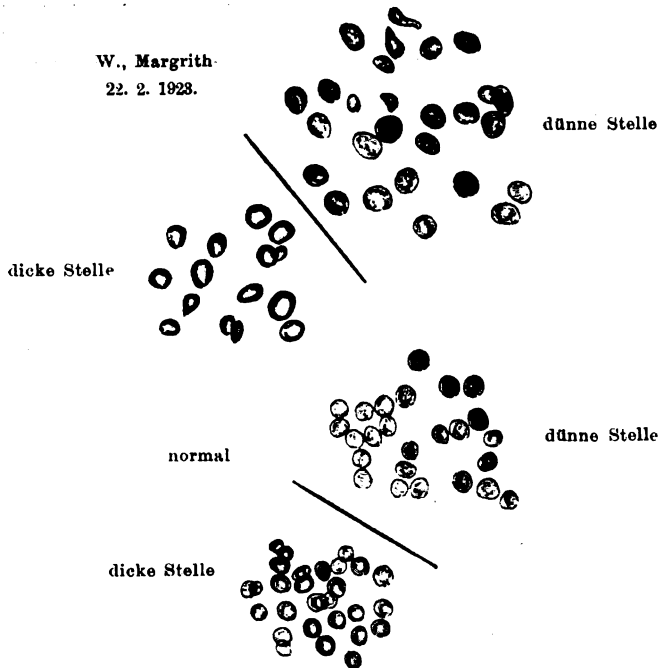 W., Margrith
22. 2. 1923.
dünne Stelle
dicke Stelle
dünne Stelle
normal
dicke Stelle